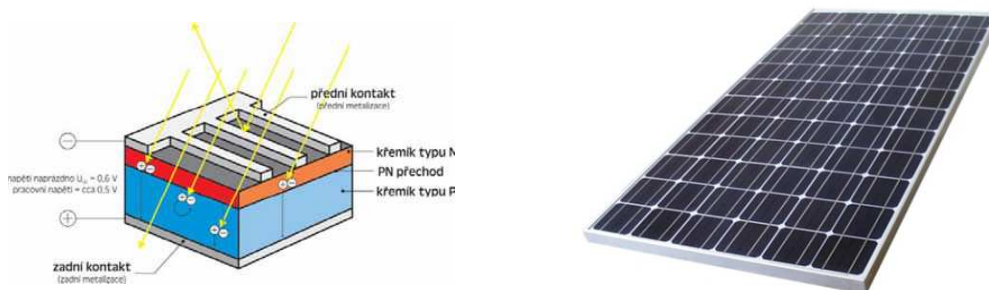 přední kontakt
(přední metalizace)
křemík typu N
PN přechod
křemík typu P
napětí naprázdno U = 0,6 V
pracovní napětí = cca 0,5 V
zadní kontakt
(zadní metalizace)